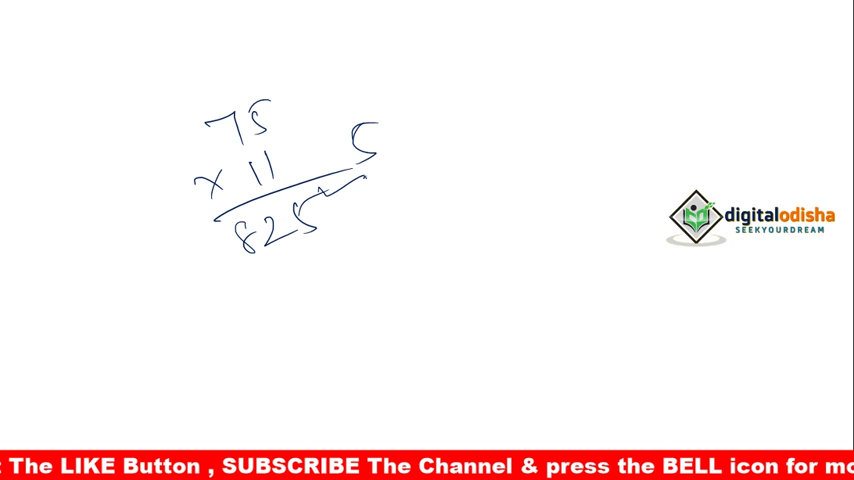 75
5
x 11
825
digitalodisha
SEEKYOURDREAM
: The LIKE Button , SUBSCRIBE The Channel & press the BELL icon for mo